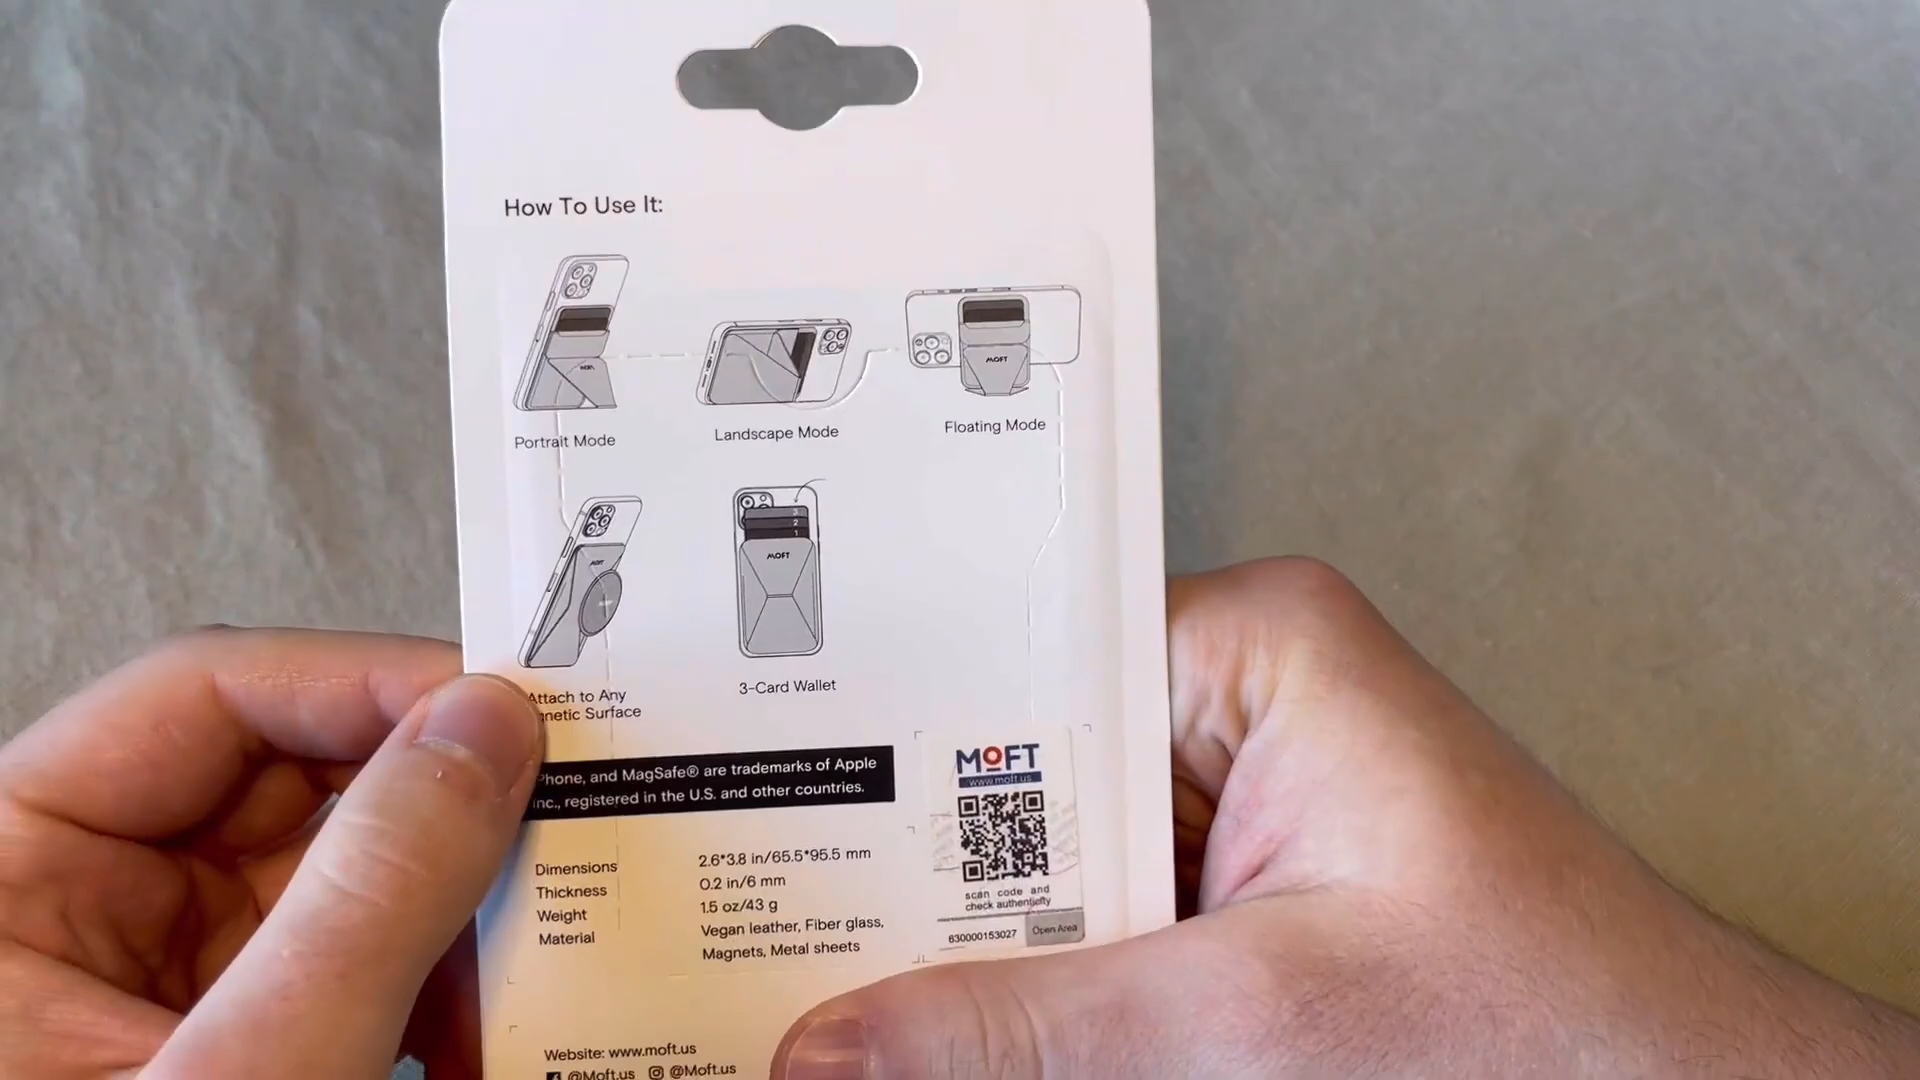 How To Use It:
MOFT
Portrait Mode
Landscape Mode
Floating Mode
MOFT
3
2
1
MOFT
Attach to Any
netic Surface
3-Card Wallet
Phone, and MagSafe® are trademarks of Apple
Inc., registered in the U.S. and other countries.
MOFT
www.moft.us
scan code and
check authenticity
630000153027
Open Area
Dimensions 2.6*3.8 in/65.5*95.5 mm
Thickness 0.2 in/6 mm
Weight 1.5 oz/43 g
Material Vegan leather, Fiber glass,
Magnets, Metal sheets
Website: www.moft.us
@Moft.us @Moft.us